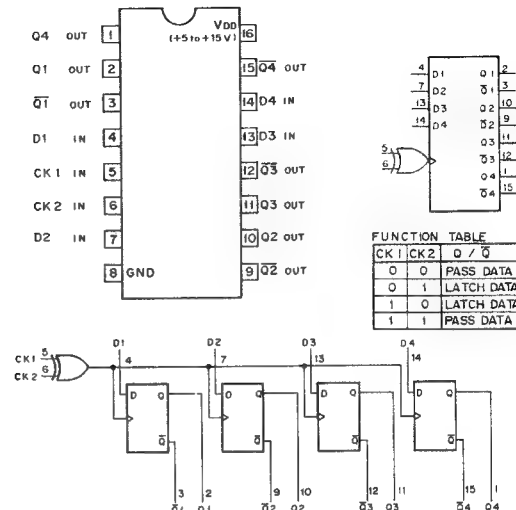 Q4 OUT 1 VDD 16
(+5 to +15V)
Q1 OUT 2 15 Q̅4̅ OUT
Q̅1̅ OUT 3 14 D4 IN
D1 IN 4 13 D3 IN
CK1 IN 5 12 Q̅3̅ OUT
CK2 IN 6 11 Q3 OUT
D2 IN 7 10 Q2 OUT
8 GND 9 Q̅2̅ OUT
4 D1 Q1 2
7 D2 Q̅1 3
13 D3 Q2 10
14 D4 Q̅2 9
Q3 11
5 Q̅3 12
6 Q4 1
Q̅4 15
FUNCTION TABLE
CK1 CK2 Q / Q̅
0 0 PASS DATA
0 1 LATCH DATA
1 0 LATCH DATA
1 1 PASS DATA
D1 D2 D3 D4
CK1 5 4 7 13 14
CK2 6
D Q D Q D Q D Q
Q̅ Q̅ Q̅ Q̅
3 2 9 10 12 11 15 1
Q̅1 Q1 Q̅2 Q2 Q̅3 Q3 Q̅4 Q4